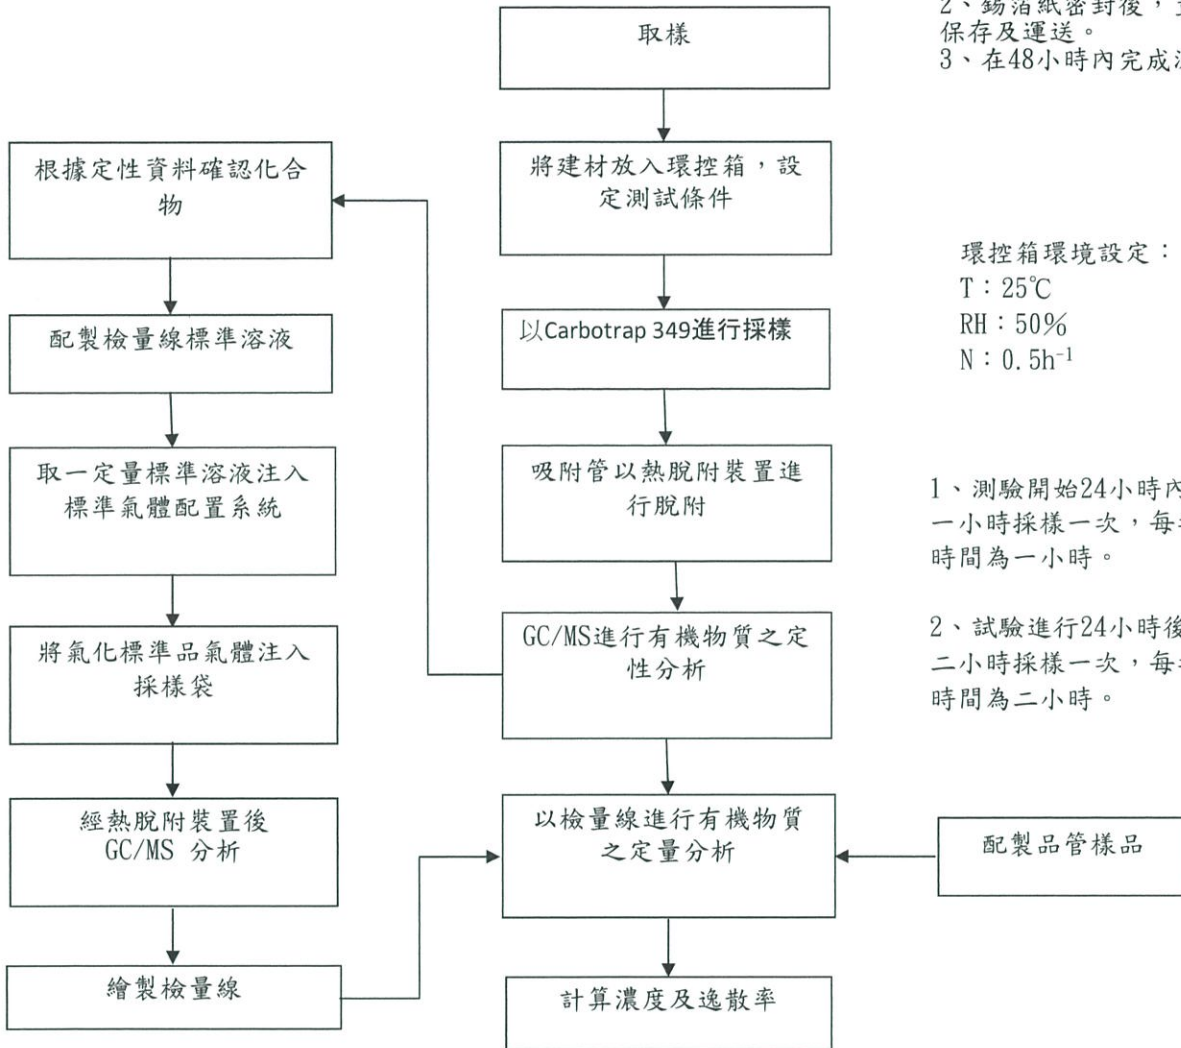 取樣
2、錫箔紙密封後，
保存及運送。
3、在48小時內完成
根據定性資料確認化合
物
將建材放入環控箱，設
定測試條件
環控箱環境設定：
T：25℃
RH：50%
N：0.5h⁻¹
配製檢量線標準溶液
以Carbotrap 349進行採樣
取一定量標準溶液注入
標準氣體配置系統
吸附管以熱脫附裝置進
行脫附
1、測驗開始24小時內
一小時採樣一次，每
時間為一小時。
將氣化標準品氣體注入
採樣袋
GC/MS進行有機物質之定
性分析
2、試驗進行24小時後
二小時採樣一次，每
時間為二小時。
經熱脫附裝置後
GC/MS 分析
以檢量線進行有機物質
之定量分析
配製品管樣品
繪製檢量線
計算濃度及逸散率